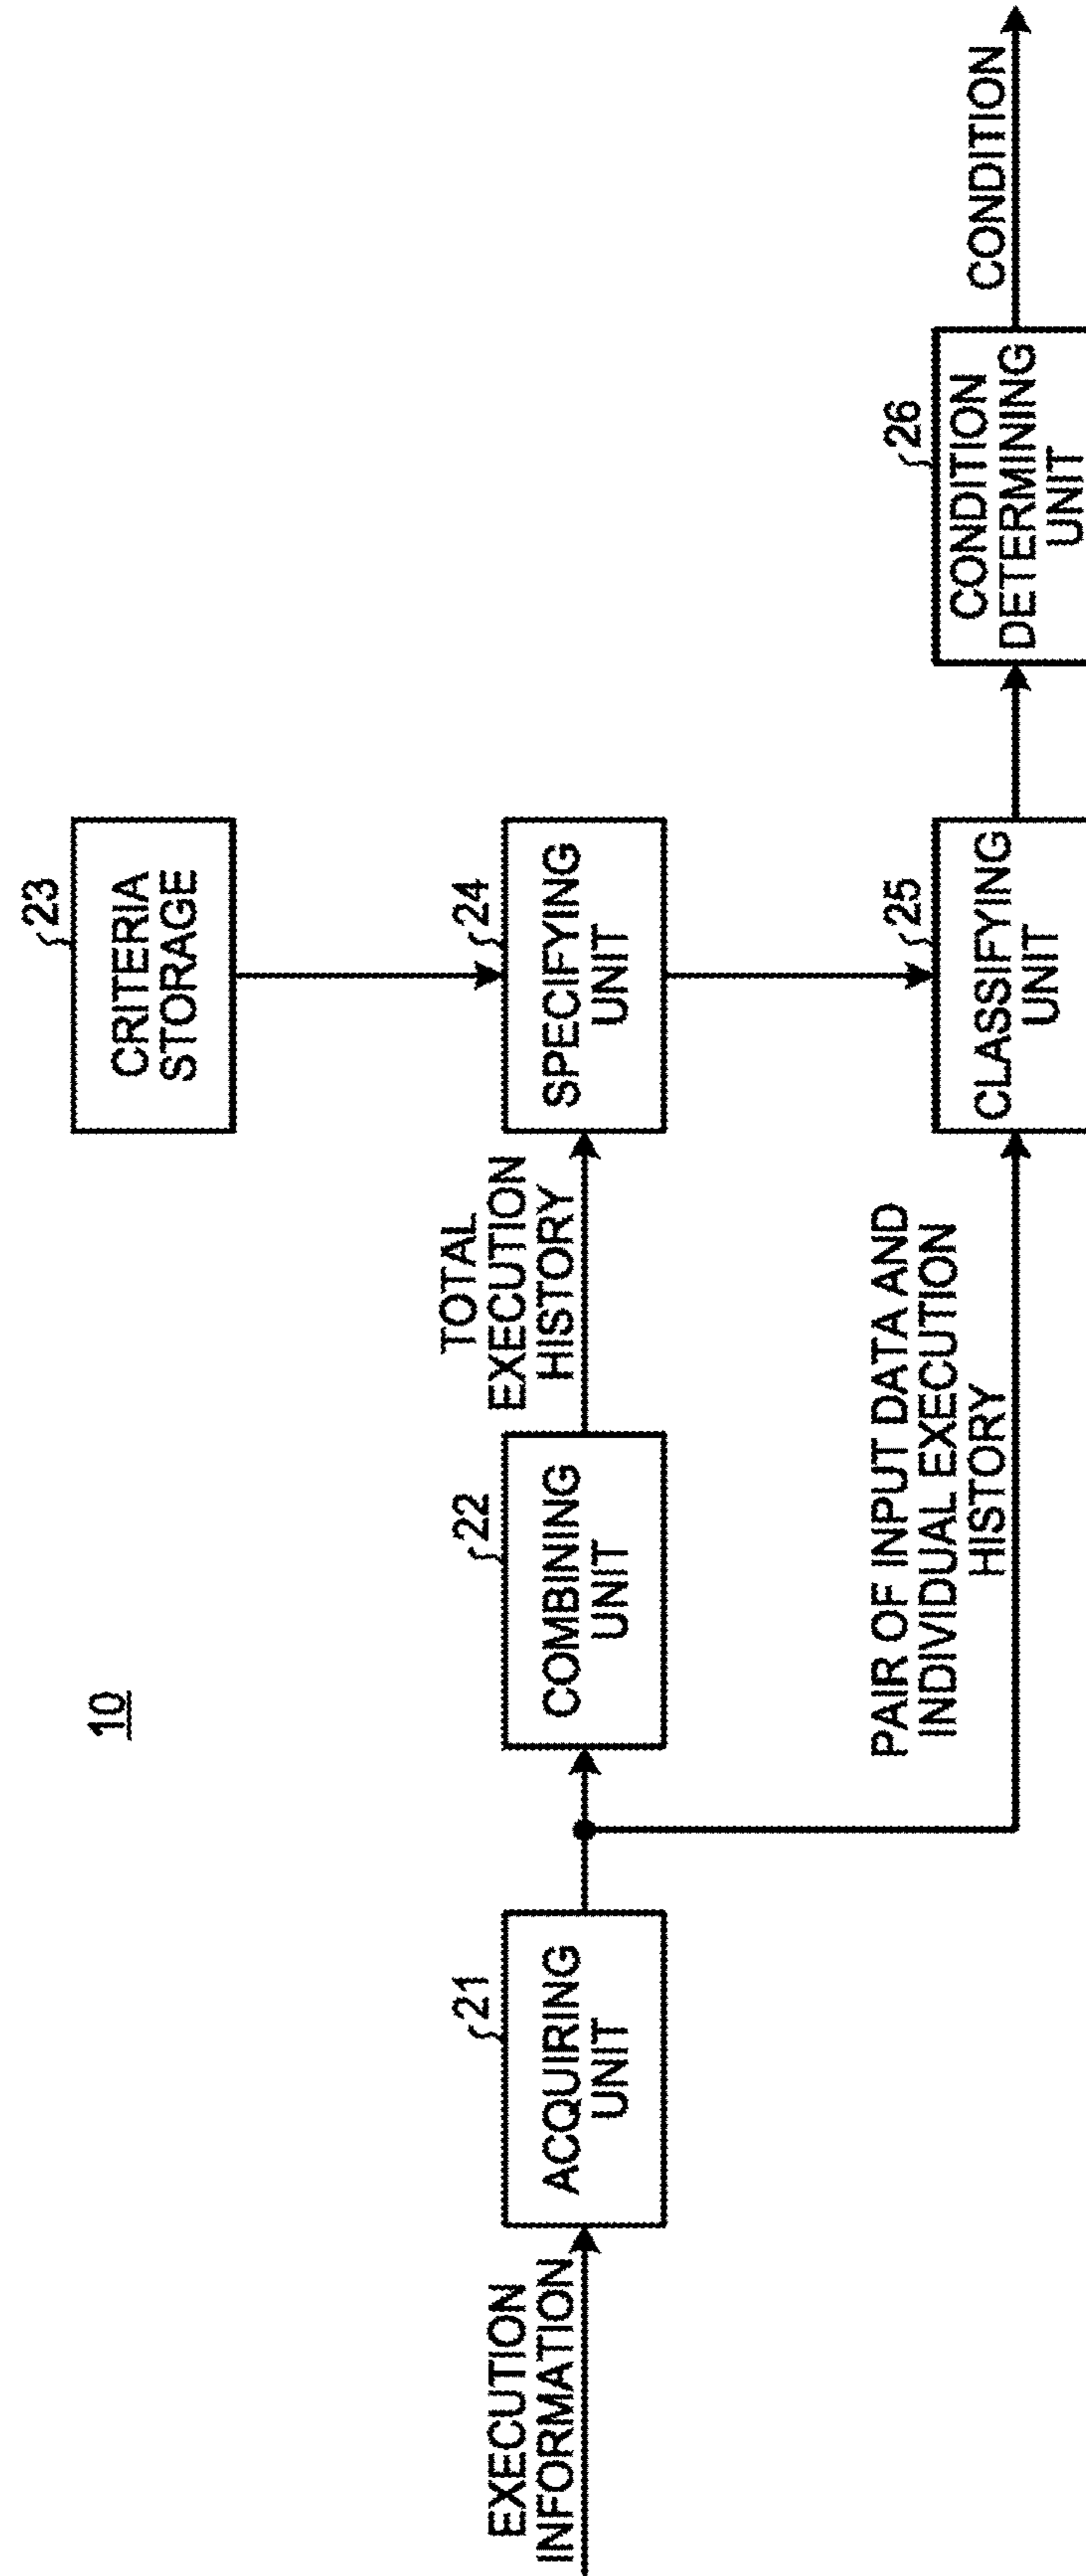 10
23
CRITERIA
STORAGE
EXECUTION
INFORMATION
21
ACQUIRING
UNIT
22
COMBINING
UNIT
TOTAL
EXECUTION
HISTORY
24
SPECIFYING
UNIT
PAIR OF INPUT DATA AND
INDIVIDUAL EXECUTION
HISTORY
25
CLASSIFYING
UNIT
26
CONDITION
DETERMINING
UNIT
CONDITION